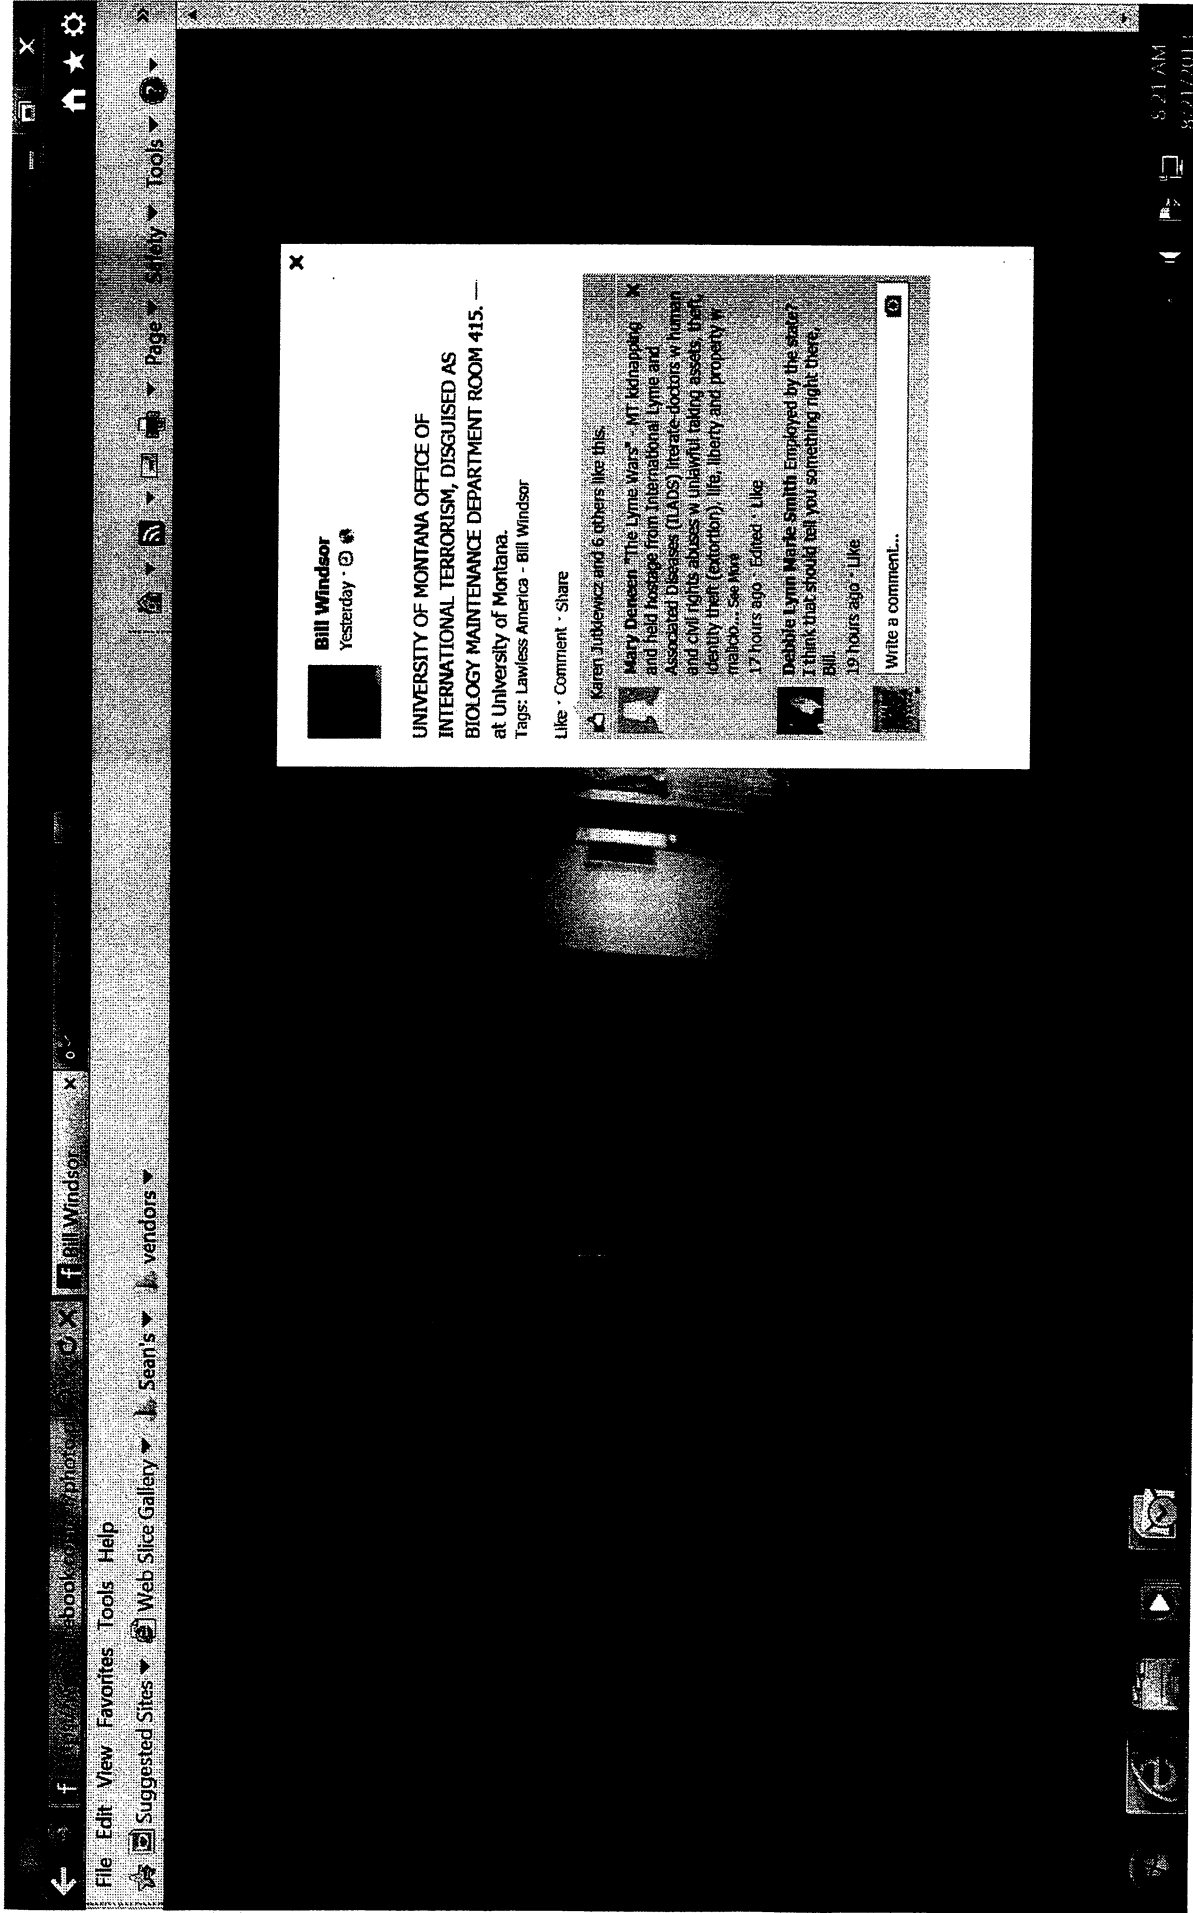 Bill Windsor
File Edit View Favorites Tools Help
Suggested Sites Web Slice Gallery Sean's vendors
Page Safety Tools
Bill Windsor
Yesterday
UNIVERSITY OF MONTANA OFFICE OF
INTERNATIONAL TERRORISM, DISGUISED AS
BIOLOGY MAINTENANCE DEPARTMENT ROOM 415. —
at University of Montana.
Tags: Lawless America - Bill Windsor
Like · Comment · Share
Karen Jutkiewicz and 6 others like this.
Mary Deneen "The Lyme Wars" - MT kidnapping
and held hostage from International Lyme and
Associated Diseases (ILADS) literate-doctors w human
and civil rights abuses w unlawful taking assets, theft,
identity theft (extortion), life, liberty and property w
malicio... See More
17 hours ago · Edited · Like
Debbie Lynn Marie-Smith Employed by the state?
I think that should tell you something right there,
Bill.
19 hours ago · Like
Write a comment...
8:21 AM